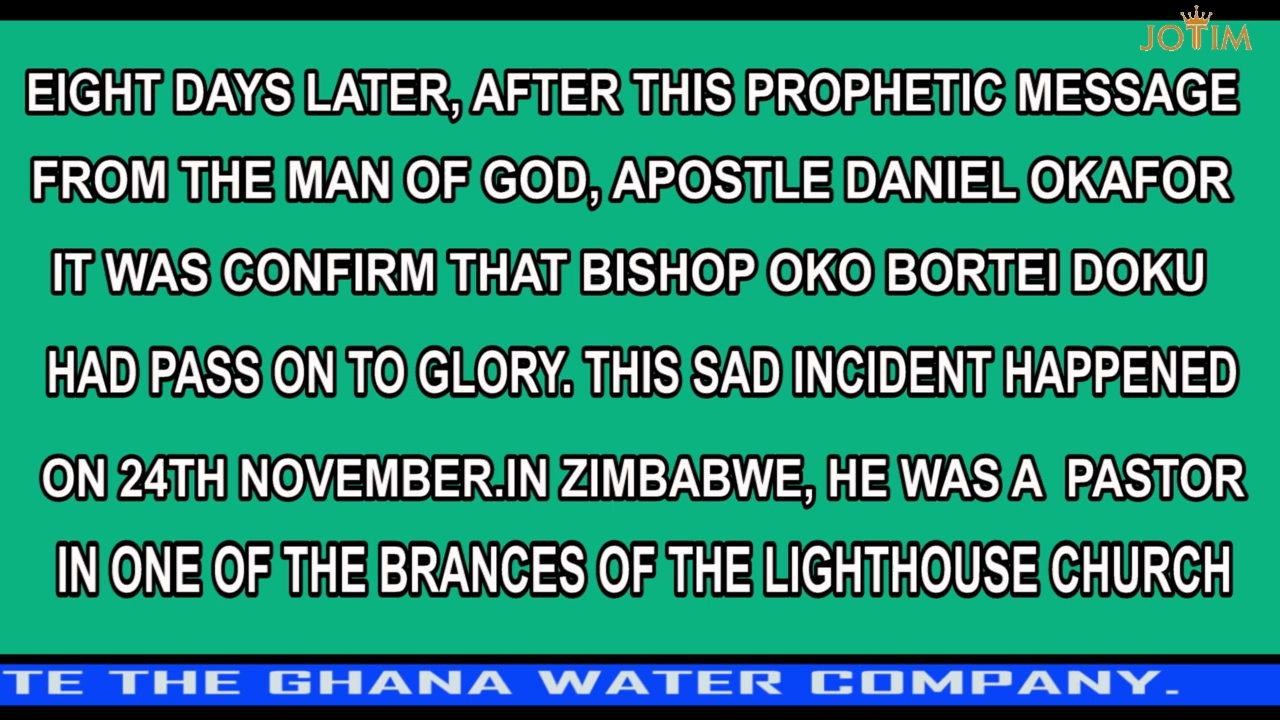 JOTIM
EIGHT DAYS LATER, AFTER THIS PROPHETIC MESSAGE
FROM THE MAN OF GOD, APOSTLE DANIEL OKAFOR
IT WAS CONFIRM THAT BISHOP OKO BORTEI DOKU
HAD PASS ON TO GLORY. THIS SAD INCIDENT HAPPENED
ON 24TH NOVEMBER.IN ZIMBABWE, HE WAS A PASTOR
IN ONE OF THE BRANCES OF THE LIGHTHOUSE CHURCH
TE THE GHANA WATER COMPANY.